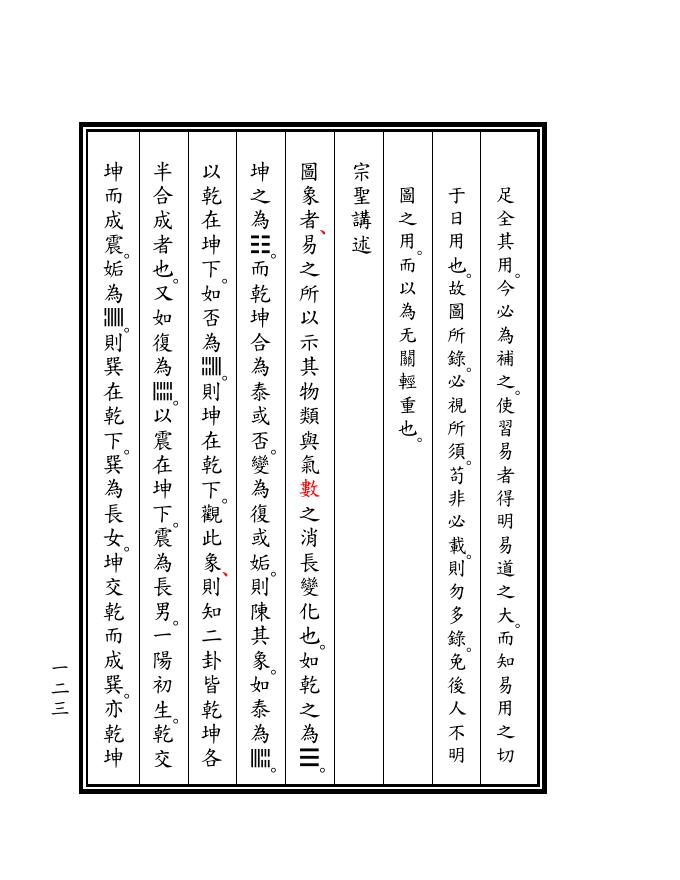 足全其用。今必為補之。使習易者得明易道之大。而知易用之切
于日用也。故圖所錄。必視所須。苟非必載。則勿多錄。免後人不明
圖之用。而以為无關輕重也。
宗聖講述
圖象者、易之所以示其物類與氣數之消長變化也。如乾之為☰。
坤之為☷。而乾坤合為泰或否。變為復或姤。則陳其象。如泰為䷊。
以乾在坤下。如否為䷋。則坤在乾下。觀此象、則知二卦皆乾坤各
半合成者也。又如復為䷗。以震在坤下。震為長男。一陽初生。乾交
坤而成震。姤為䷫。則巽在乾下。巽為長女。坤交乾而成巽。亦乾坤
一二三